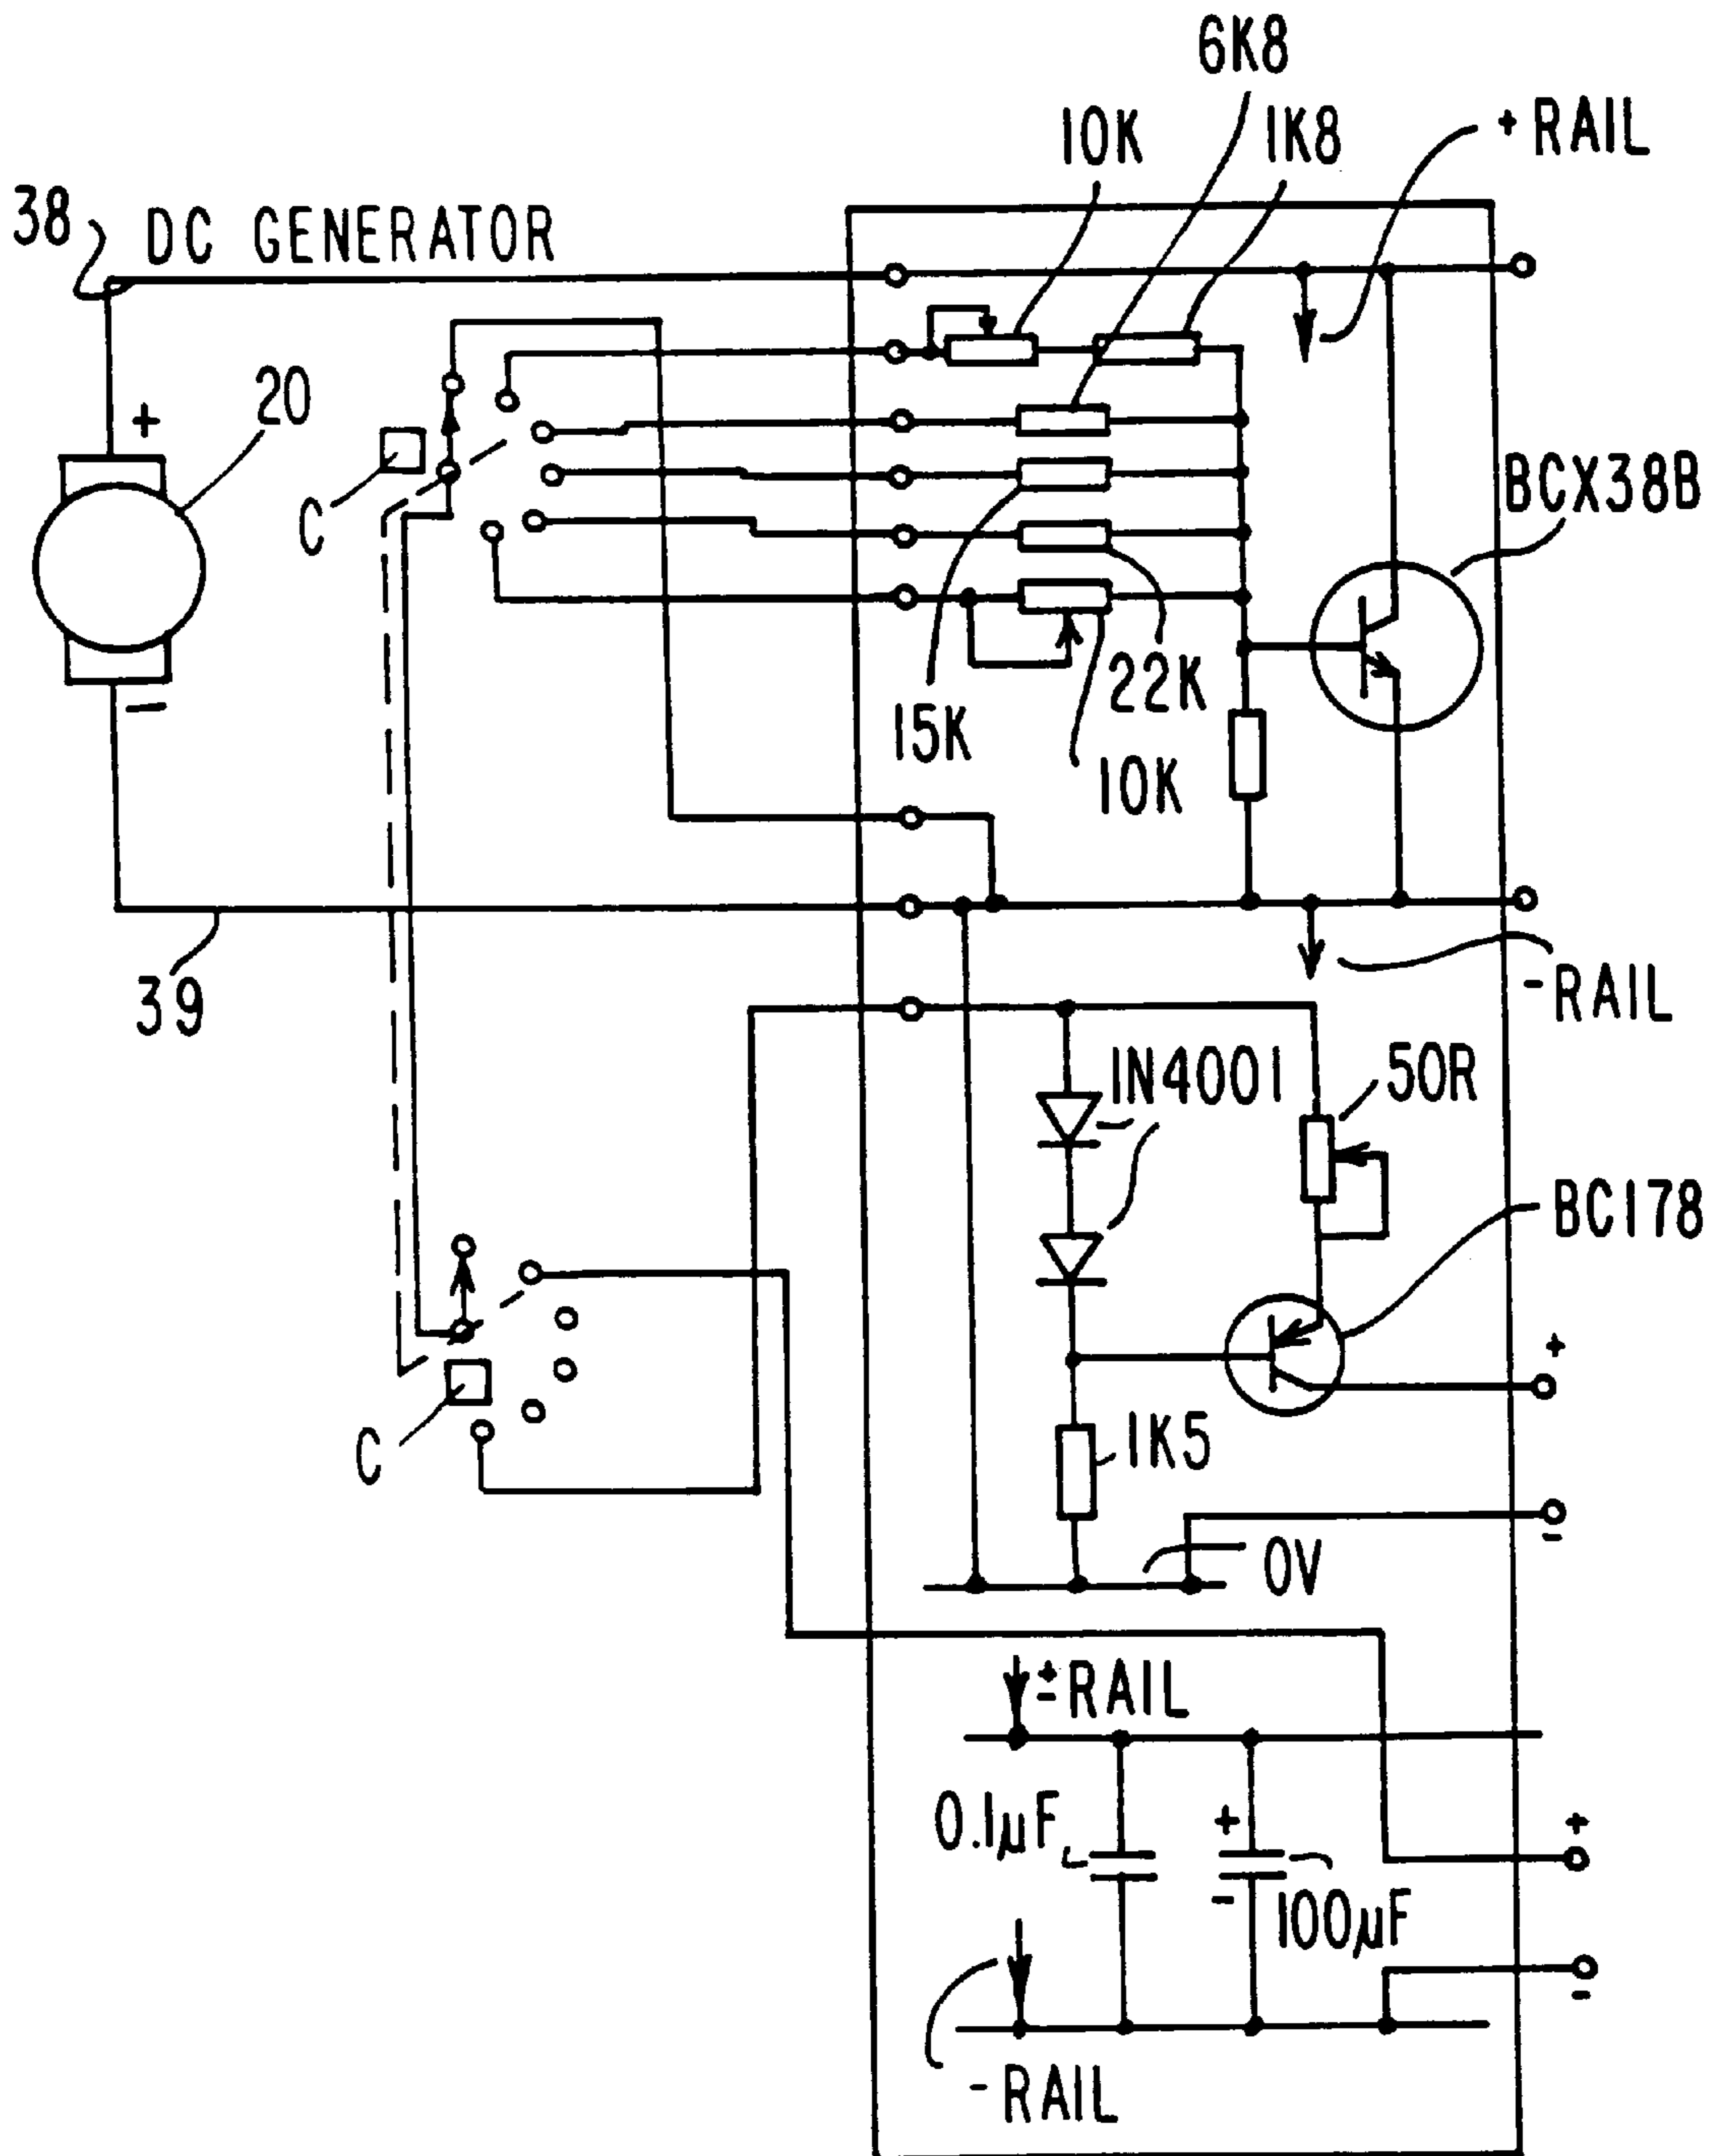 6K8
10K
1K8
+ RAIL
38
DC GENERATOR
+
20
C
BCX38B
22K
15K
10K
–
39
- RAIL
1N4001
50R
BC178
+
C
1K5
-
0V
± RAIL
0.1µF
+
+
-
100µF
-
- RAIL